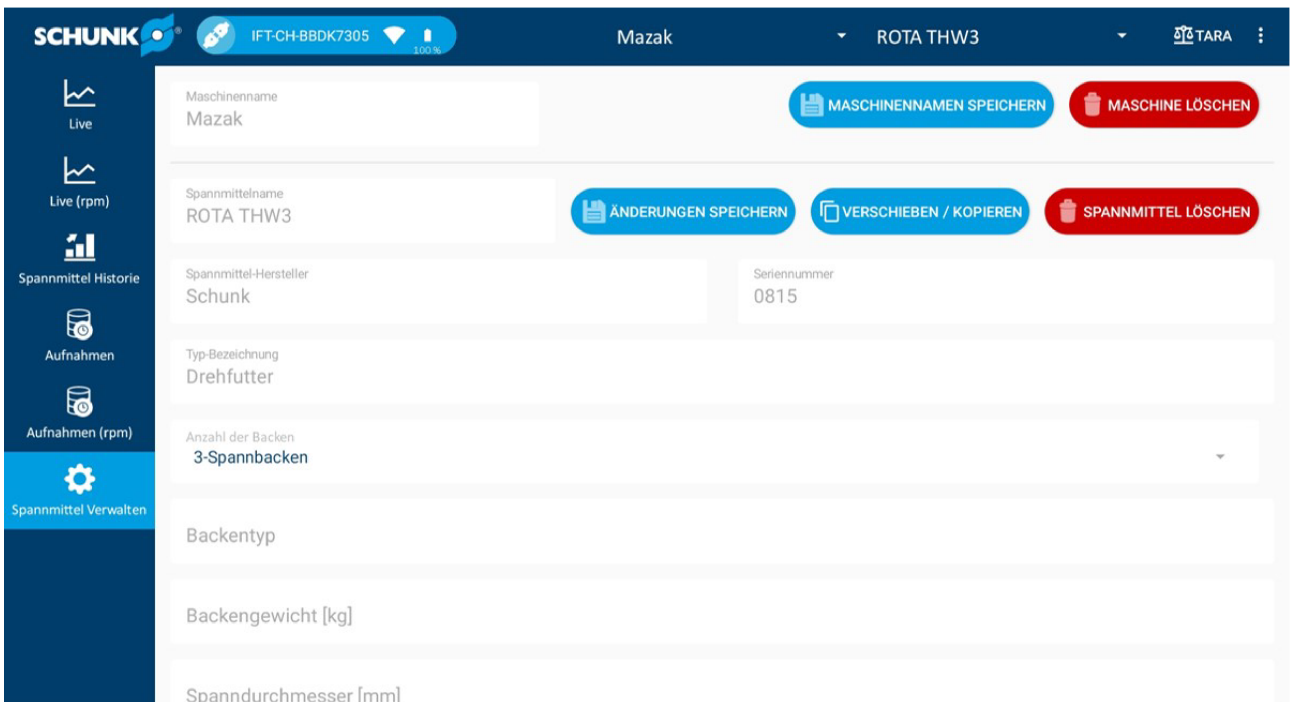 SCHUNK ® IFT-CH-BBDK7305 100 % Mazak ROTA THW3 TARA
Live
Live (rpm)
Spannmittel Historie
Aufnahmen
Aufnahmen (rpm)
Spannmittel Verwalten
Maschinenname
Mazak
MASCHINENNAMEN SPEICHERN
MASCHINE LÖSCHEN
Spannmittelname
ROTA THW3
ÄNDERUNGEN SPEICHERN
VERSCHIEBEN / KOPIEREN
SPANNMITTEL LÖSCHEN
Spannmittel-Hersteller
Schunk
Seriennummer
0815
Typ-Bezeichnung
Drehfutter
Anzahl der Backen
3-Spannbacken
Backentyp
Backengewicht [kg]
Spanndurchmesser [mm]